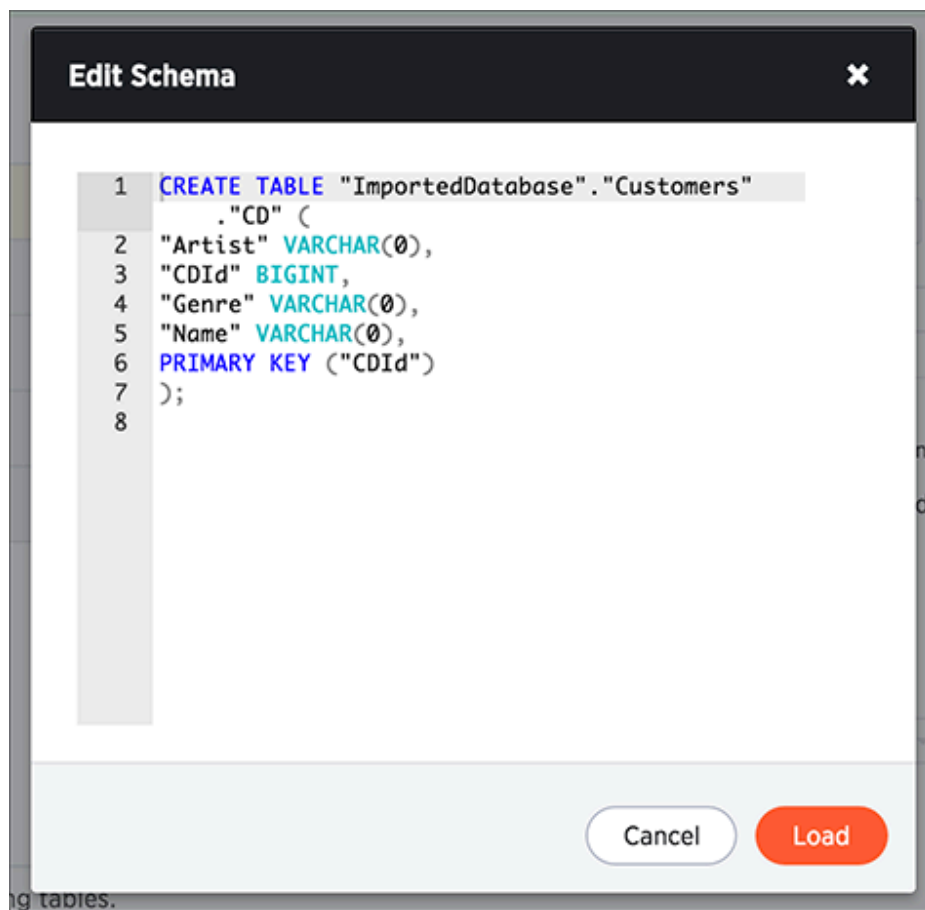 Edit Schema
1 CREATE TABLE "ImportedDatabase"."Customers"
."CD" (
2 "Artist" VARCHAR(0),
3 "CDId" BIGINT,
4 "Genre" VARCHAR(0),
5 "Name" VARCHAR(0),
6 PRIMARY KEY ("CDId")
7 );
8
Cancel Load
tables.